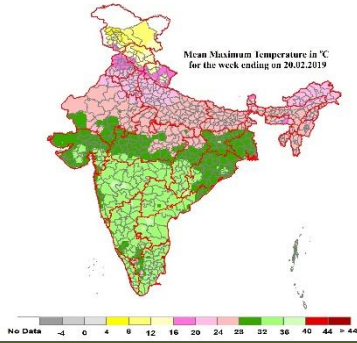 Mean Maximum Temperature in °C
for the week ending on 20.02.2019
No Data -4 0 4 8 12 16 20 24 28 32 36 40 44 > 44